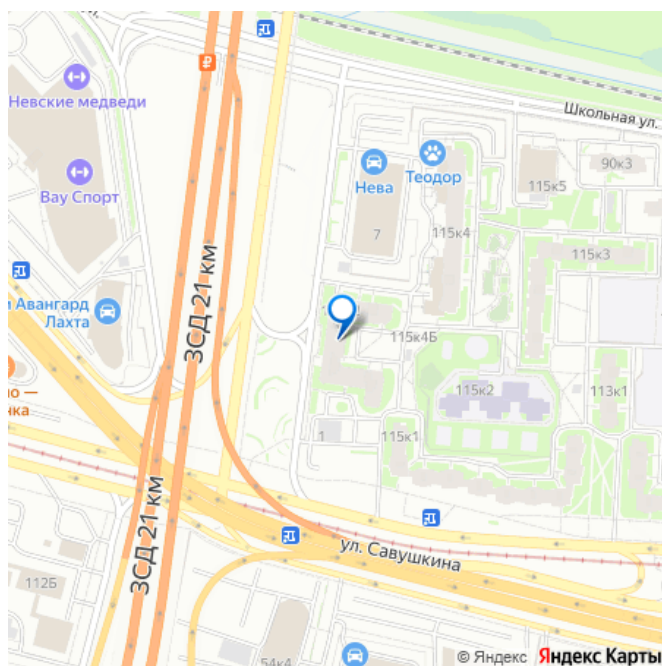 Невские медведи
Школьная ул.
90к3
Нева
Теодор
115к5
Вау Спорт
7
115к4
115к3
ЗСД 21 км
Авангард
Лахта
115к4Б
115к2
113к1
1
115к1
ЗСД 21 км
ул. Савушкина
112Б
54к4
© Яндекс Яндекс Карты